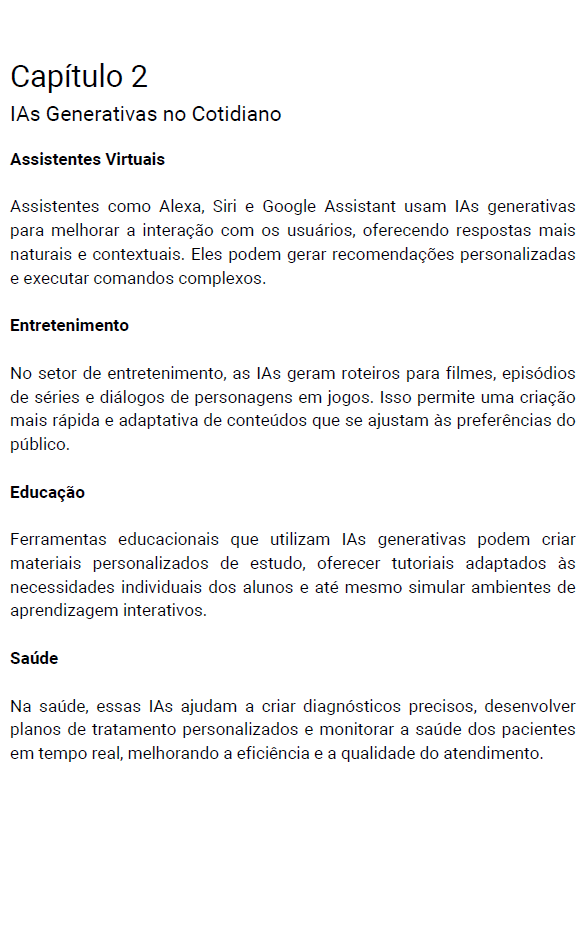 Capítulo 2
IAs Generativas no Cotidiano
Assistentes Virtuais
Assistentes como Alexa, Siri e Google Assistant usam IAs generativas
para melhorar a interação com os usuários, oferecendo respostas mais
naturais e contextuais. Eles podem gerar recomendações personalizadas
e executar comandos complexos.
Entretenimento
No setor de entretenimento, as IAs geram roteiros para filmes, episódios
de séries e diálogos de personagens em jogos. Isso permite uma criação
mais rápida e adaptativa de conteúdos que se ajustam às preferências do
público.
Educação
Ferramentas educacionais que utilizam IAs generativas podem criar
materiais personalizados de estudo, oferecer tutoriais adaptados às
necessidades individuais dos alunos e até mesmo simular ambientes de
aprendizagem interativos.
Saúde
Na saúde, essas IAs ajudam a criar diagnósticos precisos, desenvolver
planos de tratamento personalizados e monitorar a saúde dos pacientes
em tempo real, melhorando a eficiência e a qualidade do atendimento.